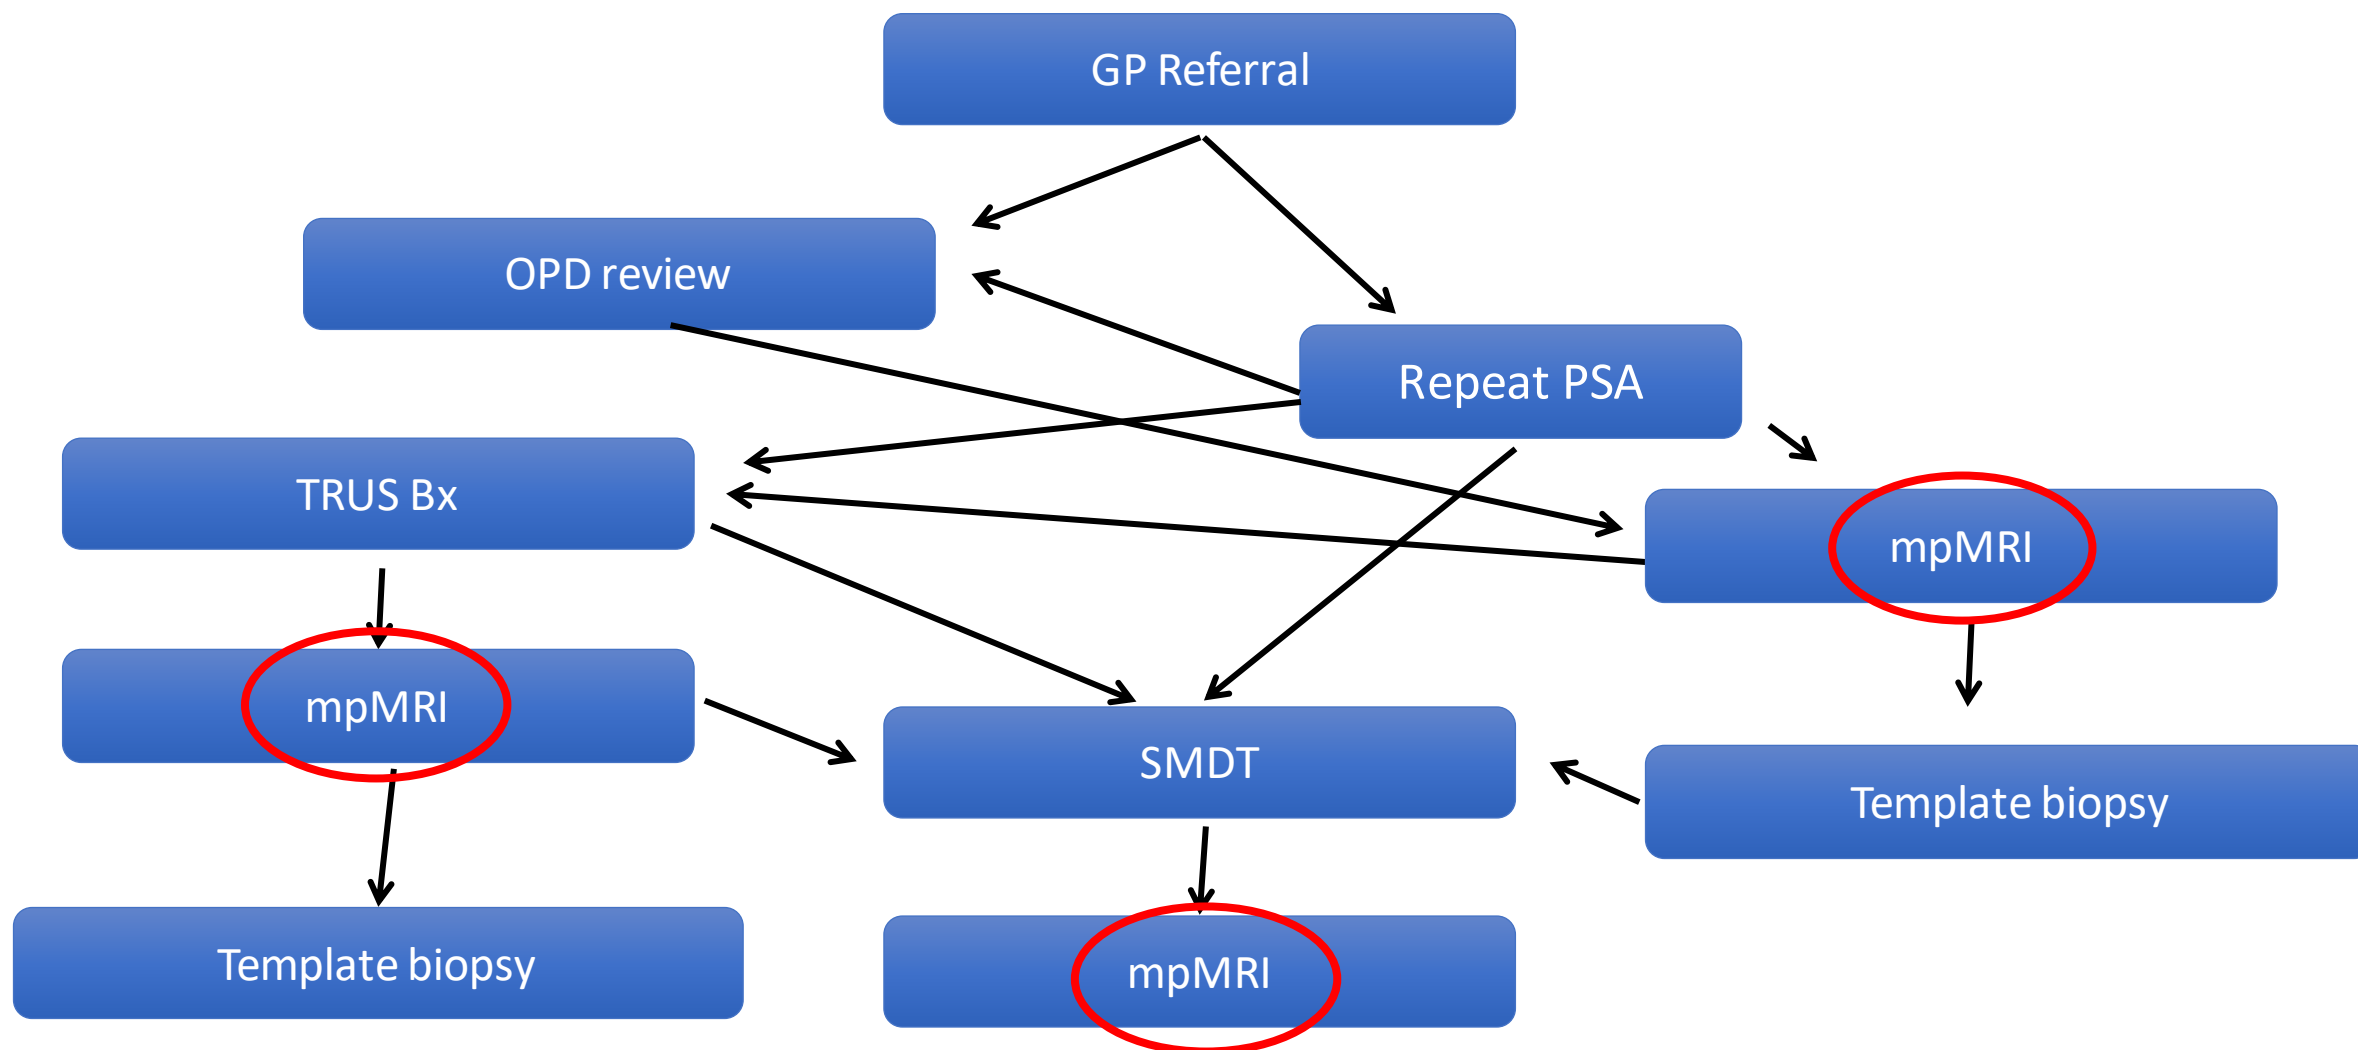 GP Referral
OPD review
Repeat PSA
TRUS Bx
mpMRI
mpMRI
SMDT
Template biopsy
Template biopsy
mpMRI